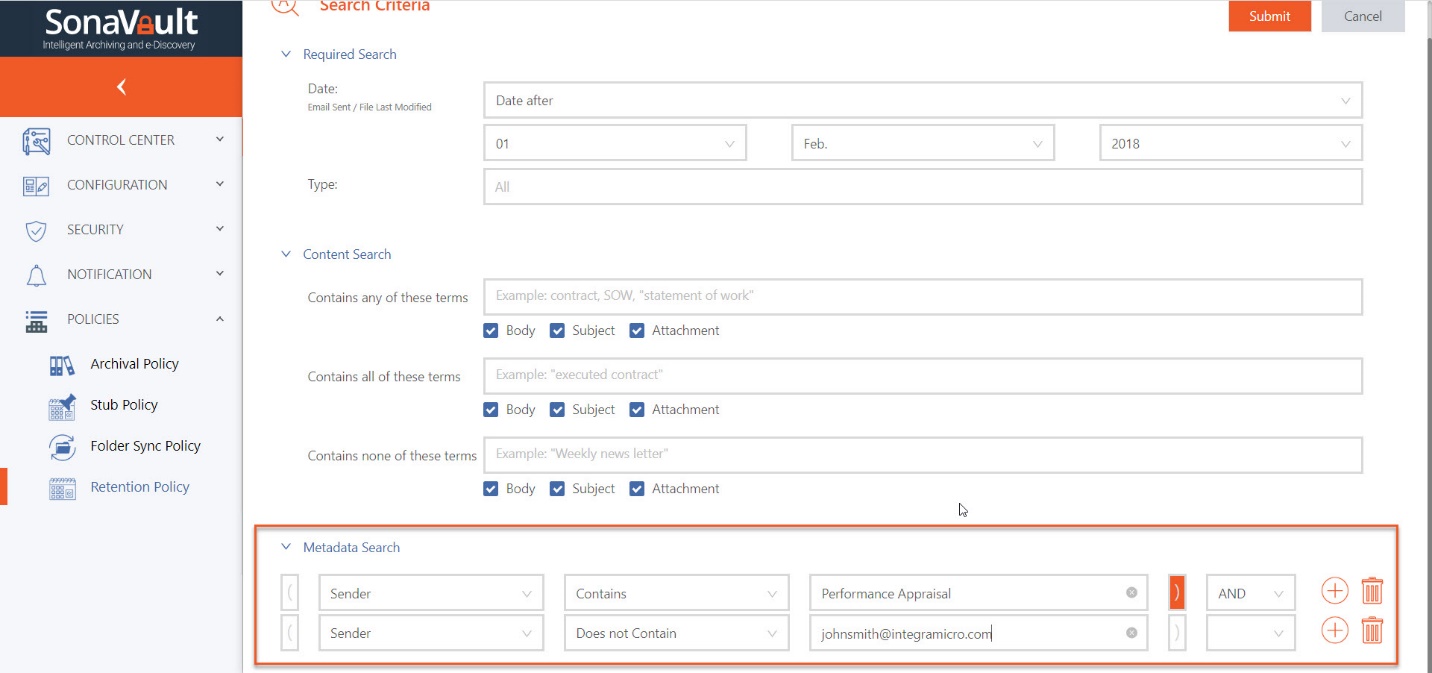 SonaVault
Intelligent Archiving and e-Discovery
CONTROL CENTER
CONFIGURATION
SECURITY
NOTIFICATION
POLICIES
Archival Policy
Stub Policy
Folder Sync Policy
Retention Policy
A Search Criteria
Submit Cancel
Required Search
Date: Date after
Email Sent / File Last Modified
01 Feb. 2018
Type: All
Content Search
Contains any of these terms Example: contract, SOW, "statement of work"
Body Subject Attachment
Contains all of these terms Example: "executed contract"
Body Subject Attachment
Contains none of these terms Example: "Weekly news letter"
Body Subject Attachment
Metadata Search
( Sender Contains Performance Appraisal ) AND
( Sender Does not Contain johnsmith@integramicro.com )